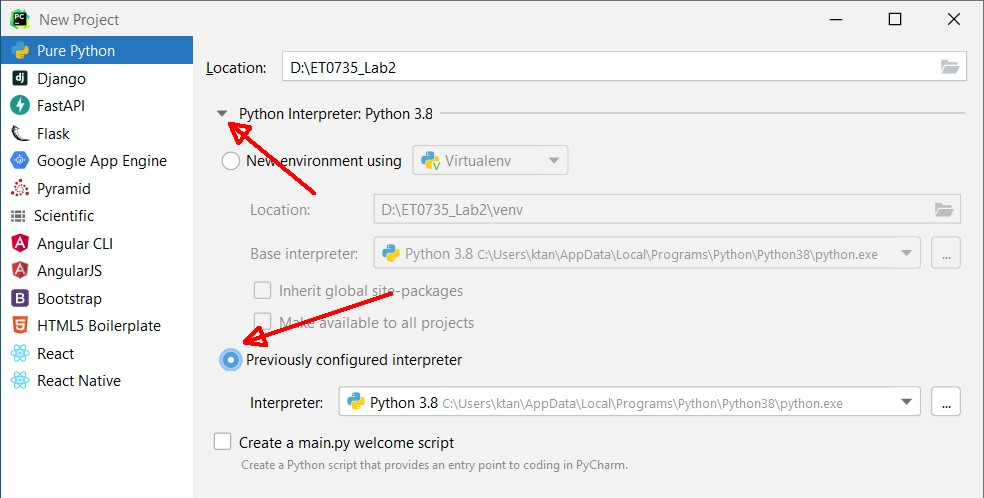 New Project
Pure Python
Django
FastAPI
Flask
Google App Engine
Pyramid
Scientific
Angular CLI
AngularJS
Bootstrap
HTML5 Boilerplate
React
React Native
Location: D:\ET0735_Lab2
Python Interpreter: Python 3.8
New environment using Virtualenv
Location: D:\ET0735_Lab2\venv
Base interpreter: Python 3.8 C:\Users\ktan\AppData\Local\Programs\Python\Python38\python.exe ...
Inherit global site-packages
Make available to all projects
Previously configured interpreter
Interpreter: Python 3.8 C:\Users\ktan\AppData\Local\Programs\Python\Python38\python.exe ...
Create a main.py welcome script
Create a Python script that provides an entry point to coding in PyCharm.